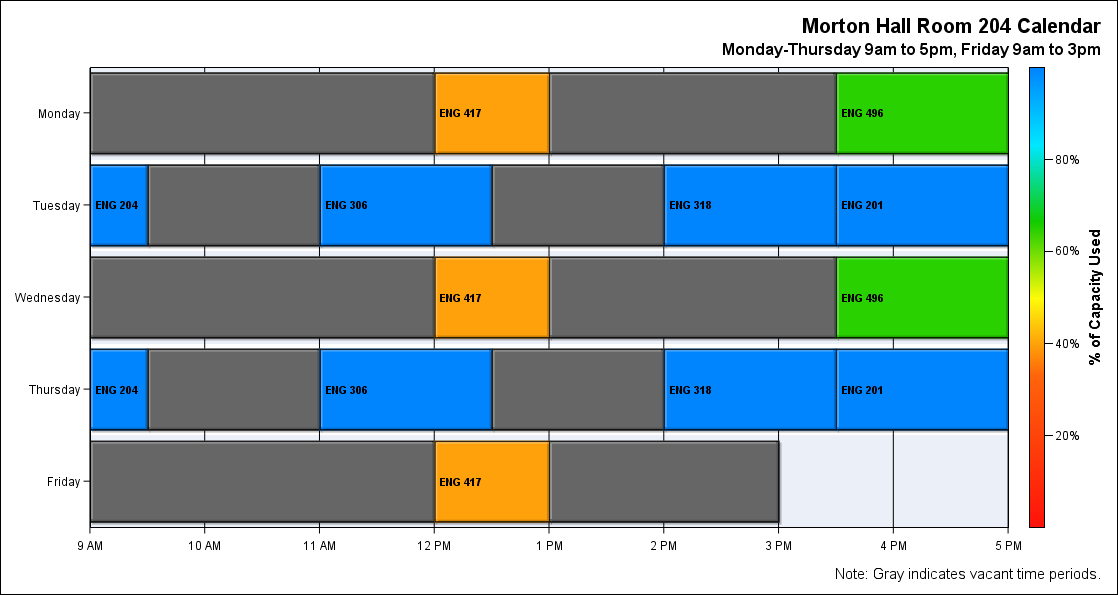 Morton Hall Room 204 Calendar
Monday-Thursday 9am to 5pm, Friday 9am to 3pm
Monday
ENG 417
ENG 496
Tuesday
ENG 204
ENG 306
ENG 318
ENG 201
Wednesday
ENG 417
ENG 496
Thursday
ENG 204
ENG 306
ENG 318
ENG 201
Friday
ENG 417
9 AM 10 AM 11 AM 12 PM 1 PM 2 PM 3 PM 4 PM 5 PM
80%
60%
40%
20%
% of Capacity Used
Note: Gray indicates vacant time periods.